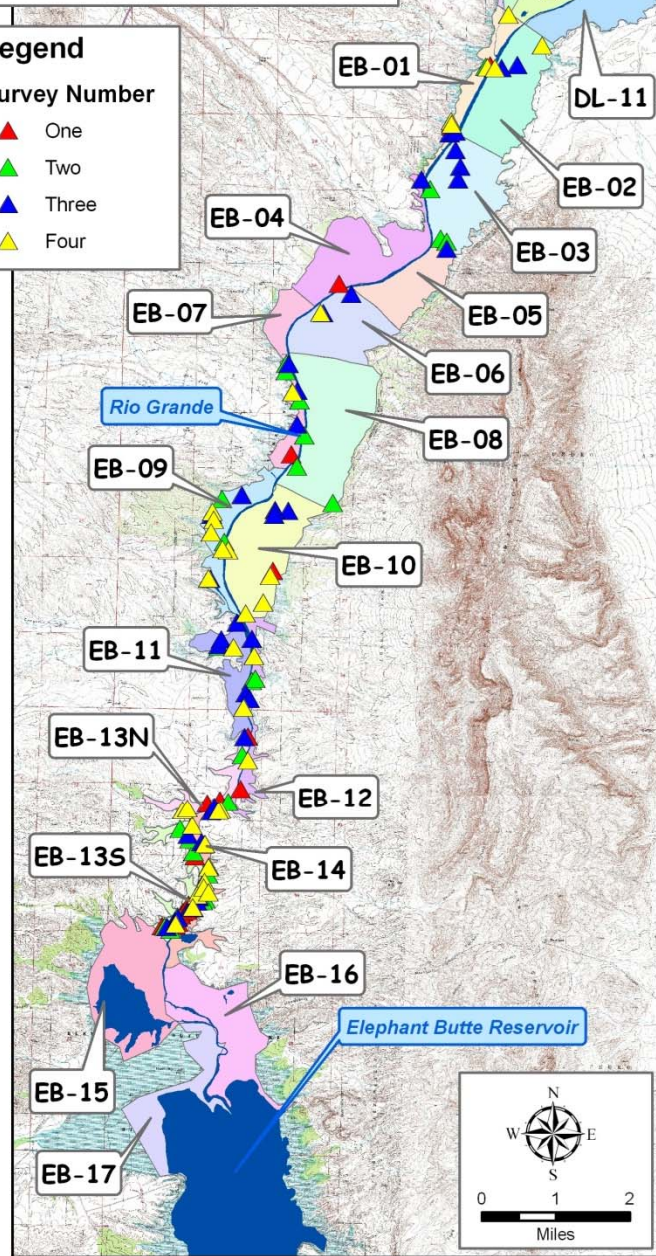 egend
urvey Number
One
Two
Three
Four
EB-01
DL-11
EB-02
EB-03
EB-04
EB-05
EB-07
EB-06
Rio Grande
EB-08
EB-09
EB-10
EB-11
EB-13N
EB-12
EB-13S
EB-14
EB-16
Elephant Butte Reservoir
EB-15
EB-17
N
W E
S
0 1 2
Miles